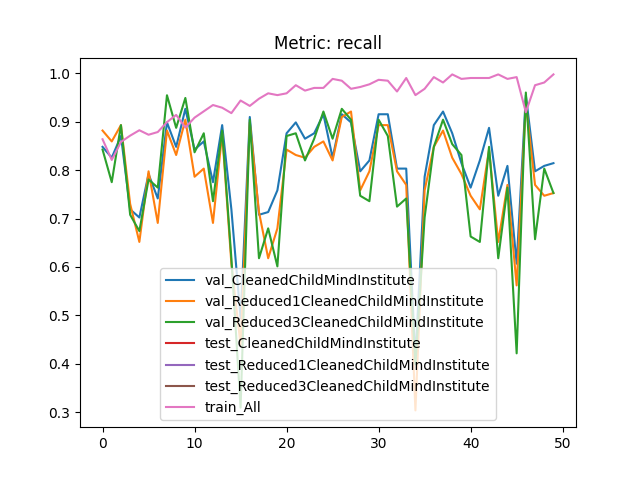 Metric: recall
1.0
0.9
0.8
0.7
0.6
0.5
0.4
0.3
val_CleanedChildMindInstitute
val_Reduced1CleanedChildMindInstitute
val_Reduced3CleanedChildMindInstitute
test_CleanedChildMindInstitute
test_Reduced1CleanedChildMindInstitute
test_Reduced3CleanedChildMindInstitute
train_All
0 10 20 30 40 50